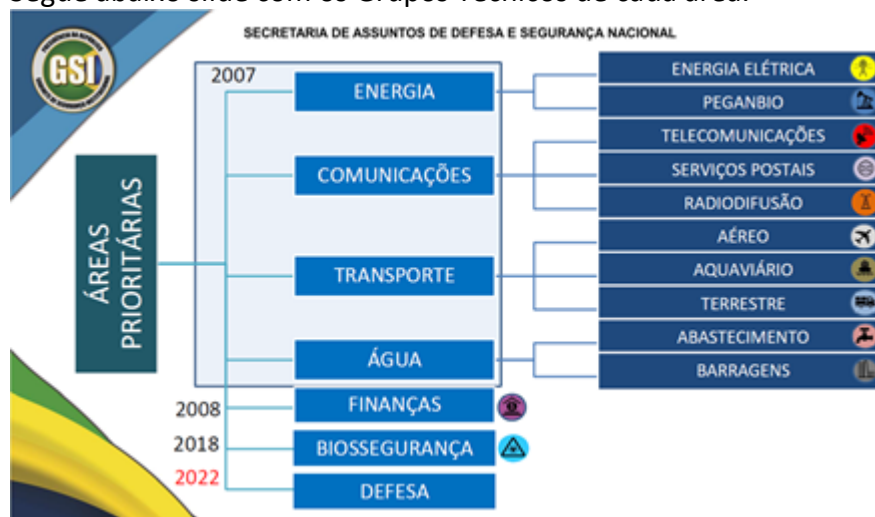 Segue abaixo slide com os Grupos Técnicos de cada área.
SECRETARIA DE ASSUNTOS DE DEFESA E SEGURANÇA NACIONAL
GSI
ÁREAS
PRIORITÁRIAS
2007
ENERGIA
ENERGIA ELÉTRICA
PEGANBIO
COMUNICAÇÕES
TELECOMUNICAÇÕES
SERVIÇOS POSTAIS
RADIODIFUSÃO
TRANSPORTE
AÉREO
AQUAVIÁRIO
TERRESTRE
ÁGUA
ABASTECIMENTO
BARRAGENS
2008
FINANÇAS
2018
BIOSSEGURANÇA
2022
DEFESA